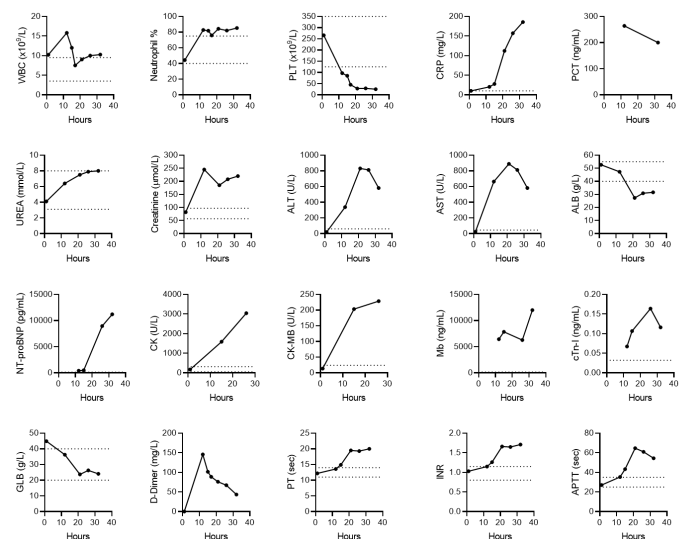 WBC (x10⁹/L)
20
15
10
5
0
0 10 20 30 40
Hours
Neutrophil %
100
80
60
40
20
0
0 10 20 30 40
Hours
PLT (x10⁹/L)
350
300
250
200
150
100
50
0
0 10 20 30 40
Hours
CRP (mg/L)
200
150
100
50
0
0 10 20 30 40
Hours
PCT (ng/mL)
300
200
100
0
0 10 20 30 40
Hours
UREA (mmol/L)
10
8
6
4
2
0
0 10 20 30 40
Hours
Creatinine (μmol/L)
300
250
200
150
100
50
0
0 10 20 30 40
Hours
ALT (U/L)
1000
800
600
400
200
0
0 10 20 30 40
Hours
AST (U/L)
1000
800
600
400
200
0
0 10 20 30 40
Hours
ALB (g/L)
60
50
40
30
20
10
0
0 10 20 30 40
Hours
NT-proBNP (pg/mL)
15000
10000
5000
0
0 10 20 30 40
Hours
CK (U/L)
4000
3000
2000
1000
0
0 10 20 30
Hours
CK-MB (U/L)
250
200
150
100
50
0
0 10 20 30
Hours
Mb (ng/mL)
15000
10000
5000
0
0 10 20 30 40
Hours
cTn-I (ng/mL)
0.20
0.15
0.10
0.05
0.00
0 10 20 30 40
Hours
GLB (g/L)
50
40
30
20
10
0
0 10 20 30 40
Hours
D-Dimer (mg/L)
200
150
100
50
0
0 10 20 30 40
Hours
PT (sec)
25
20
15
10
5
0
0 10 20 30 40
Hours
INR
2.0
1.5
1.0
0.5
0.0
0 10 20 30 40
Hours
APTT (sec)
80
60
40
20
0
0 10 20 30 40
Hours